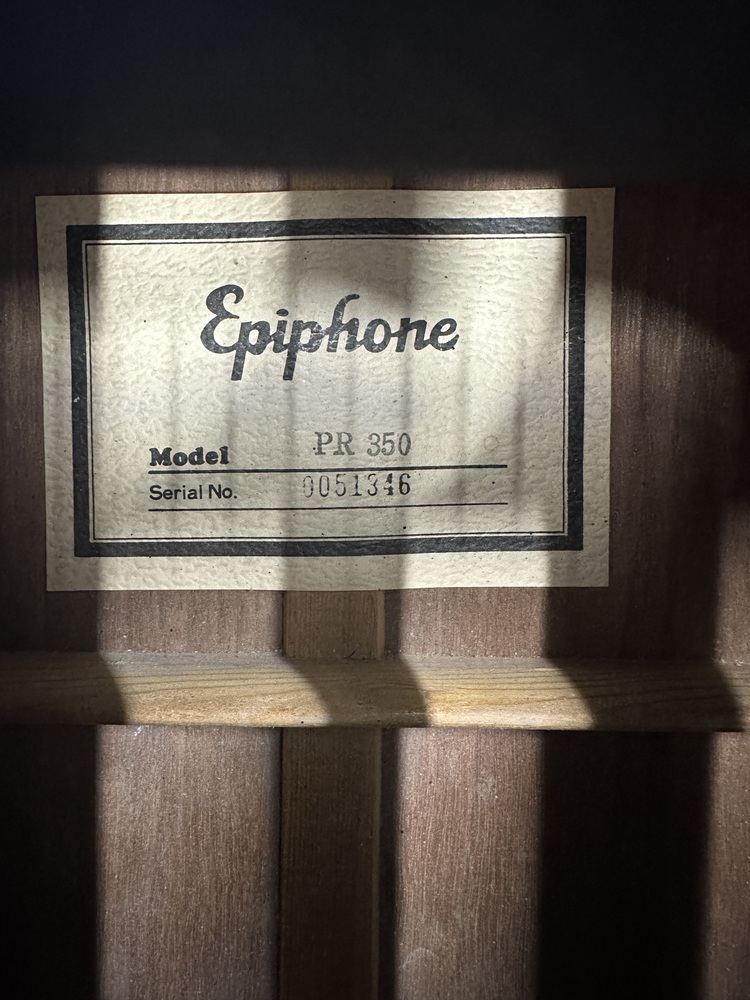 Epiphone
Model PR 350
Serial No. 0051346